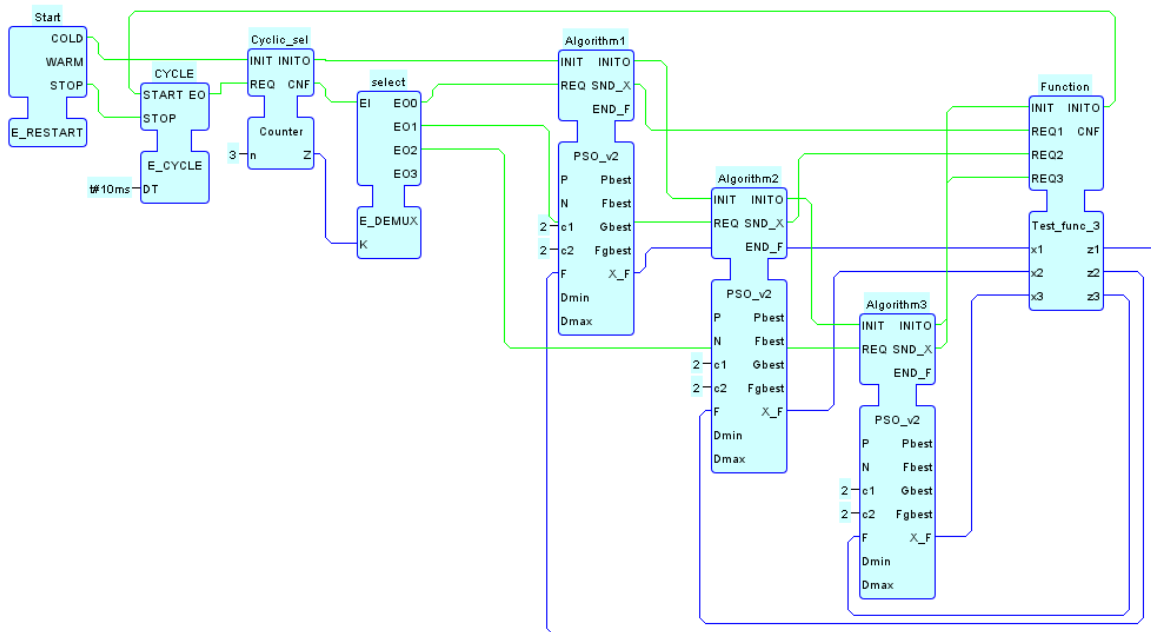 Start
COLD
WARM
STOP
E_RESTART
CYCLE
START EO
STOP
E_CYCLE
t#10ms DT
Cyclic_sel
INIT INITO
REQ CNF
Counter
3 n Z
select
EI EO0
EO1
EO2
EO3
E_DEMUX
K
Algorithm1
INIT INITO
REQ SND_X
END_F
PSO_v2
P Pbest
N Fbest
2 c1 Gbest
2 c2 Fgbest
F X_F
Dmin
Dmax
Algorithm2
INIT INITO
REQ SND_X
END_F
PSO_v2
P Pbest
N Fbest
2 c1 Gbest
2 c2 Fgbest
F X_F
Dmin
Dmax
Algorithm3
INIT INITO
REQ SND_X
END_F
PSO_v2
P Pbest
N Fbest
2 c1 Gbest
2 c2 Fgbest
F X_F
Dmin
Dmax
Function
INIT INITO
REQ1 CNF
REQ2
REQ3
Test_func_3
x1 z1
x2 z2
x3 z3